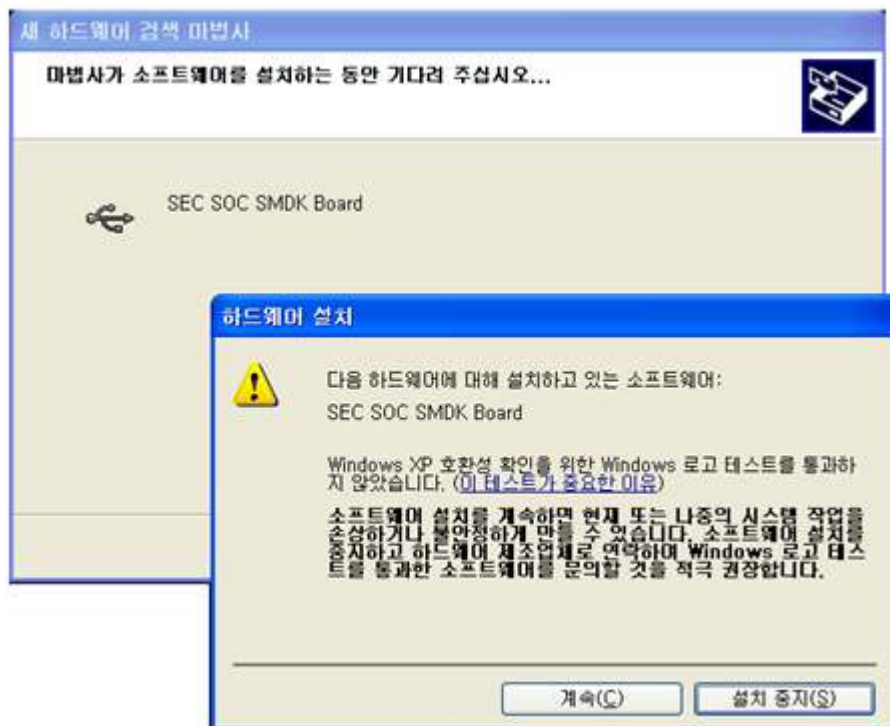 새 하드웨어 검색 마법사
마법사가 소프트웨어를 설치하는 동안 기다려 주십시오...
SEC SOC SMDK Board
하드웨어 설치
다음 하드웨어에 대해 설치하고 있는 소프트웨어:
SEC SOC SMDK Board
Windows XP 호환성 확인을 위한 Windows 로고 테스트를 통과하
지 않았습니다. (이 테스트가 중요한 이유)
소프트웨어 설치를 계속하면 현재 또는 나중의 시스템 작업을
손상하거나 불안정하게 만들 수 있습니다. 소프트웨어 설치를
중지하고 하드웨어 제조업체로 연락하여 Windows 로고 테스
트를 통과한 소프트웨어를 문의할 것을 적극 권장합니다.
계속(C)
설치 중지(S)